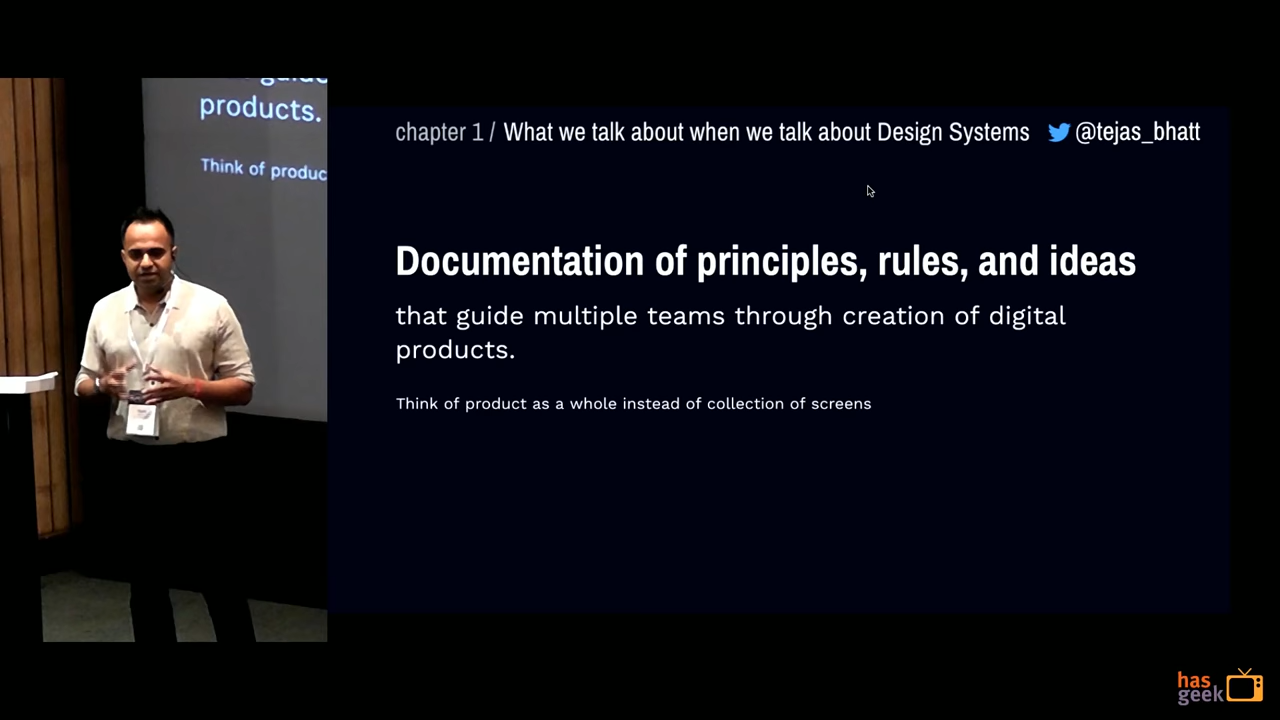 guide
products.
Think of produc
chapter 1 / What we talk about when we talk about Design Systems @tejas_bhatt
Documentation of principles, rules, and ideas
that guide multiple teams through creation of digital
products.
Think of product as a whole instead of collection of screens
has
geek